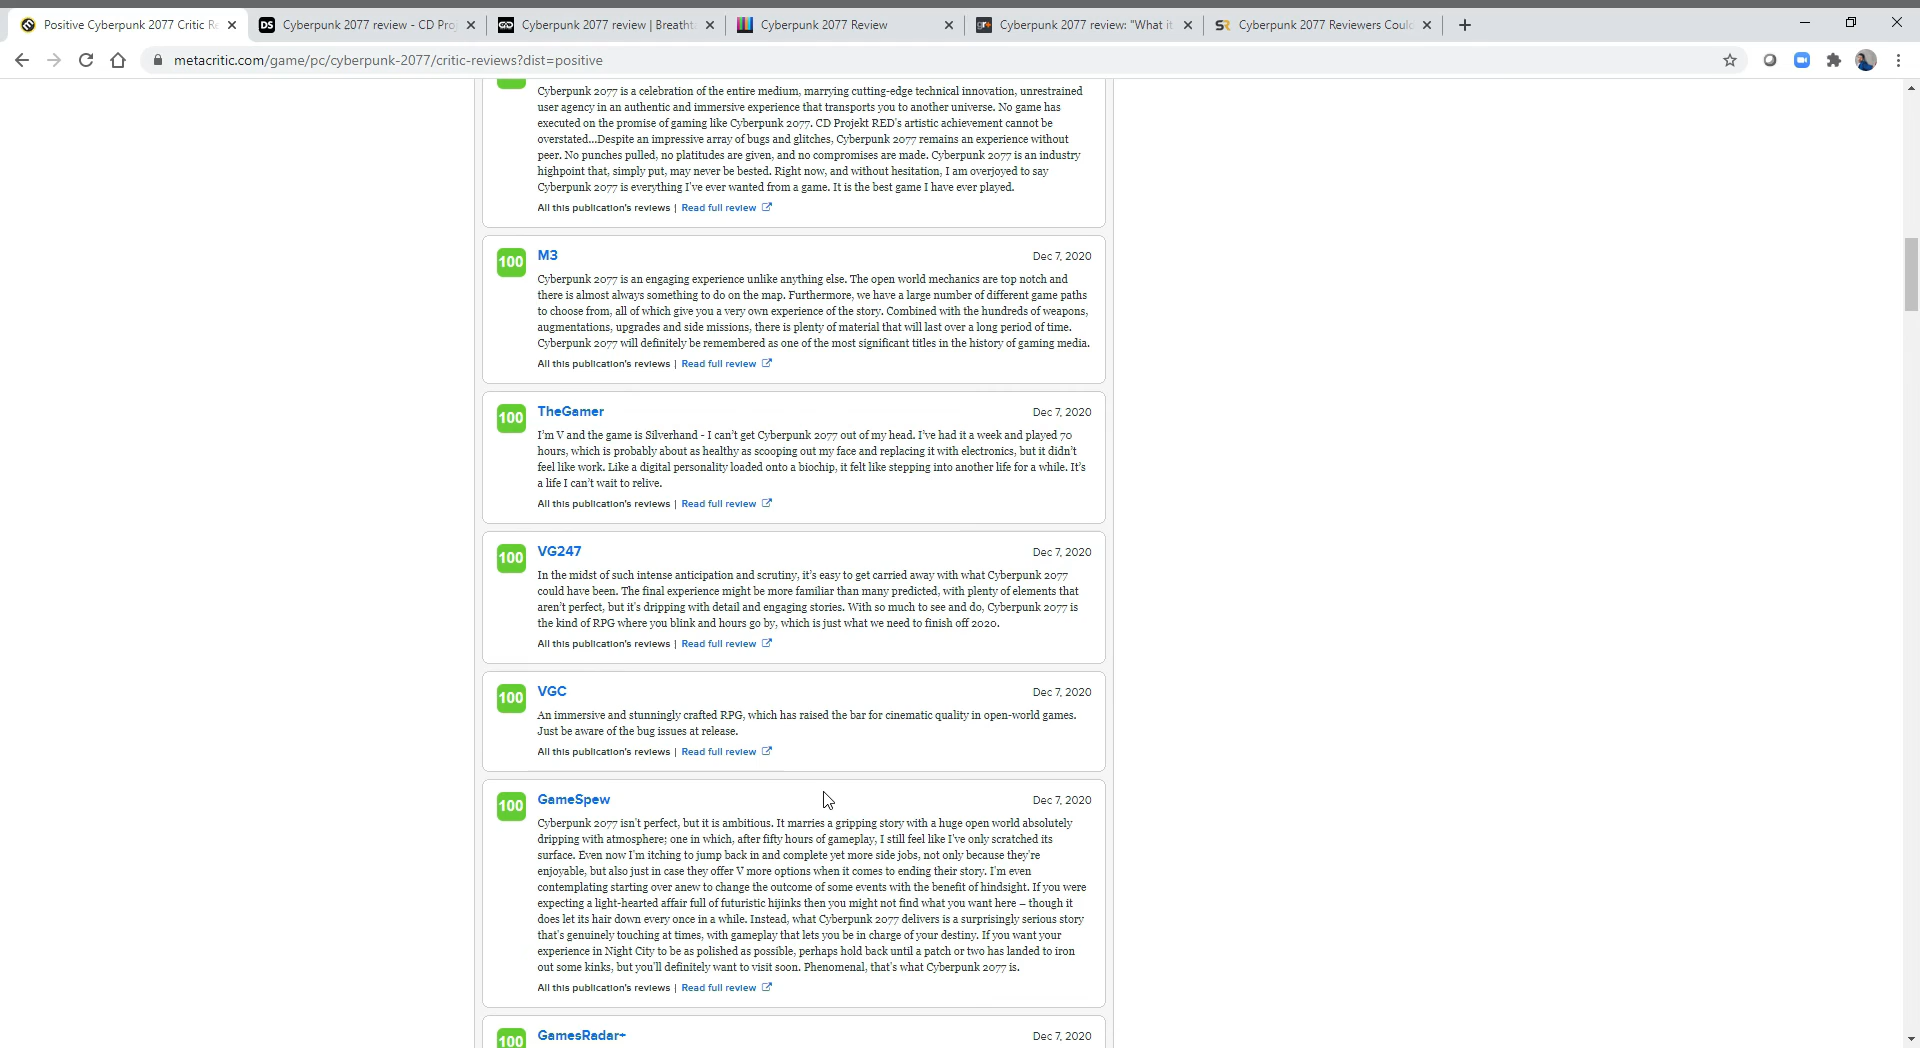 Positive Cyberpunk 2077 Critic Re
Cyberpunk 2077 review - CD Proj
Cyberpunk 2077 review | Breatht
Cyberpunk 2077 Review
Cyberpunk 2077 review: "What it
Cyberpunk 2077 Reviewers Could
metacritic.com/game/pc/cyberpunk-2077/critic-reviews?dist=positive
Cyberpunk 2077 is a celebration of the entire medium, marrying cutting-edge technical innovation, unrestrained
user agency in an authentic and immersive experience that transports you to another universe. No game has
executed on the promise of gaming like Cyberpunk 2077. CD Projekt RED's artistic achievement cannot be
overstated...Despite an impressive array of bugs and glitches, Cyberpunk 2077 remains an experience without
peer. No punches pulled, no platitudes are given, and no compromises are made. Cyberpunk 2077 is an industry
highpoint that, simply put, may never be bested. Right now, and without hesitation, I am overjoyed to say
Cyberpunk 2077 is everything I've ever wanted from a game. It is the best game I have ever played.
All this publication's reviews | Read full review
100 M3 Dec 7, 2020
Cyberpunk 2077 is an engaging experience unlike anything else. The open world mechanics are top notch and
there is almost always something to do on the map. Furthermore, we have a large number of different game paths
to choose from, all of which give you a very own experience of the story. Combined with the hundreds of weapons,
augmentations, upgrades and side missions, there is plenty of material that will last over a long period of time.
Cyberpunk 2077 will definitely be remembered as one of the most significant titles in the history of gaming media.
All this publication's reviews | Read full review
100 TheGamer Dec 7, 2020
I'm V and the game is Silverhand - I can't get Cyberpunk 2077 out of my head. I've had it a week and played 70
hours, which is probably about as healthy as scooping out my face and replacing it with electronics, but it didn't
feel like work. Like a digital personality loaded onto a biochip, it felt like stepping into another life for a while. It's
a life I can't wait to relive.
All this publication's reviews | Read full review
100 VG247 Dec 7, 2020
In the midst of such intense anticipation and scrutiny, it's easy to get carried away with what Cyberpunk 2077
could have been. The final experience might be more familiar than many predicted, with plenty of elements that
aren't perfect, but it's dripping with detail and engaging stories. With so much to see and do, Cyberpunk 2077 is
the kind of RPG where you blink and hours go by, which is just what we need to finish off 2020.
All this publication's reviews | Read full review
100 VGC Dec 7, 2020
An immersive and stunningly crafted RPG, which has raised the bar for cinematic quality in open-world games.
Just be aware of the bug issues at release.
All this publication's reviews | Read full review
100 GameSpew Dec 7, 2020
Cyberpunk 2077 isn't perfect, but it is ambitious. It marries a gripping story with a huge open world absolutely
dripping with atmosphere; one in which, after fifty hours of gameplay, I still feel like I've only scratched its
surface. Even now I'm itching to jump back in and complete yet more side jobs, not only because they're
enjoyable, but also just in case they offer V more options when it comes to ending their story. I'm even
contemplating starting over anew to change the outcome of some events with the benefit of hindsight. If you were
expecting a light-hearted affair full of futuristic hijinks then you might not find what you want here – though it
does let its hair down every once in a while. Instead, what Cyberpunk 2077 delivers is a surprisingly serious story
that's genuinely touching at times, with gameplay that lets you be in charge of your destiny. If you want your
experience in Night City to be as polished as possible, perhaps hold back until a patch or two has landed to iron
out some kinks, but you'll definitely want to visit soon. Phenomenal, that's what Cyberpunk 2077 is.
All this publication's reviews | Read full review
100 GamesRadar+ Dec 7, 2020